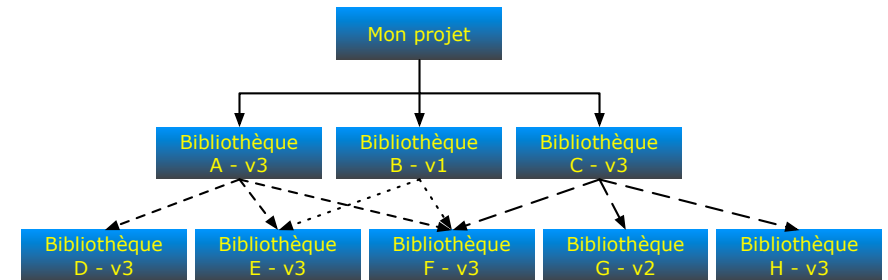 Mon projet
Bibliothèque
A - v3
Bibliothèque
B - v1
Bibliothèque
C - v3
Bibliothèque
D - v3
Bibliothèque
E - v3
Bibliothèque
F - v3
Bibliothèque
G - v2
Bibliothèque
H - v3